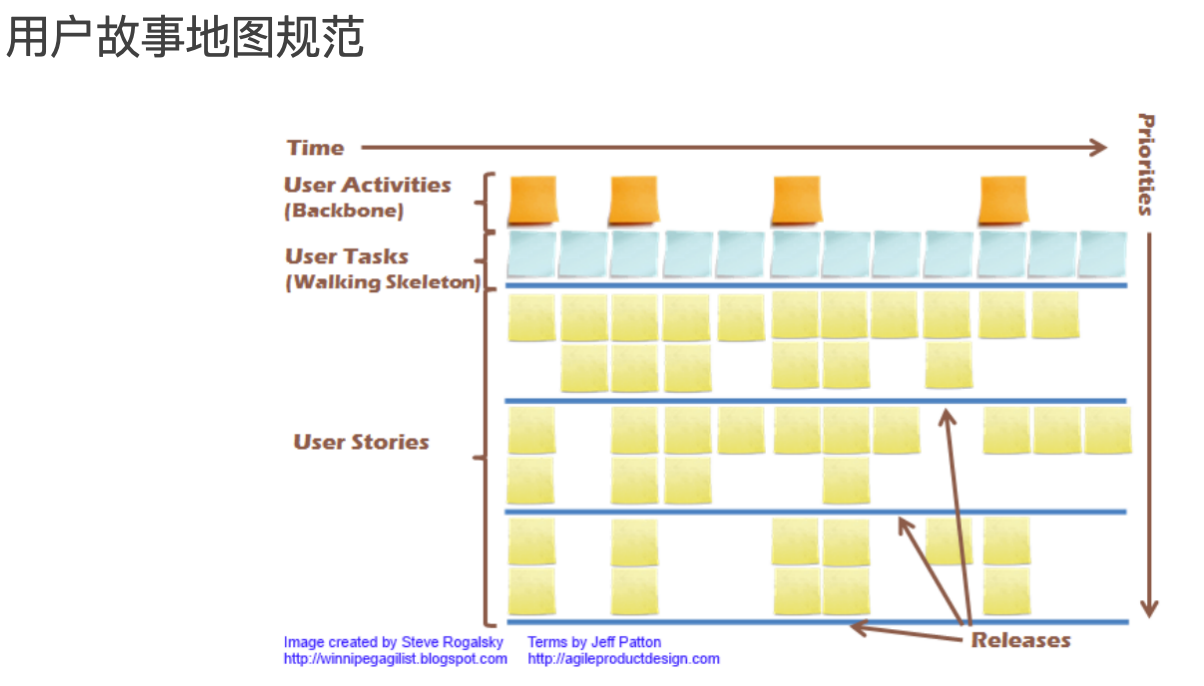 用户故事地图规范
Time
Priorities
User Activities
(Backbone)
User Tasks
(Walking Skeleton)
User Stories
Releases
Image created by Steve Rogalsky
http://winnipegagilist.blogspot.com
Terms by Jeff Patton
http://agileproductdesign.com